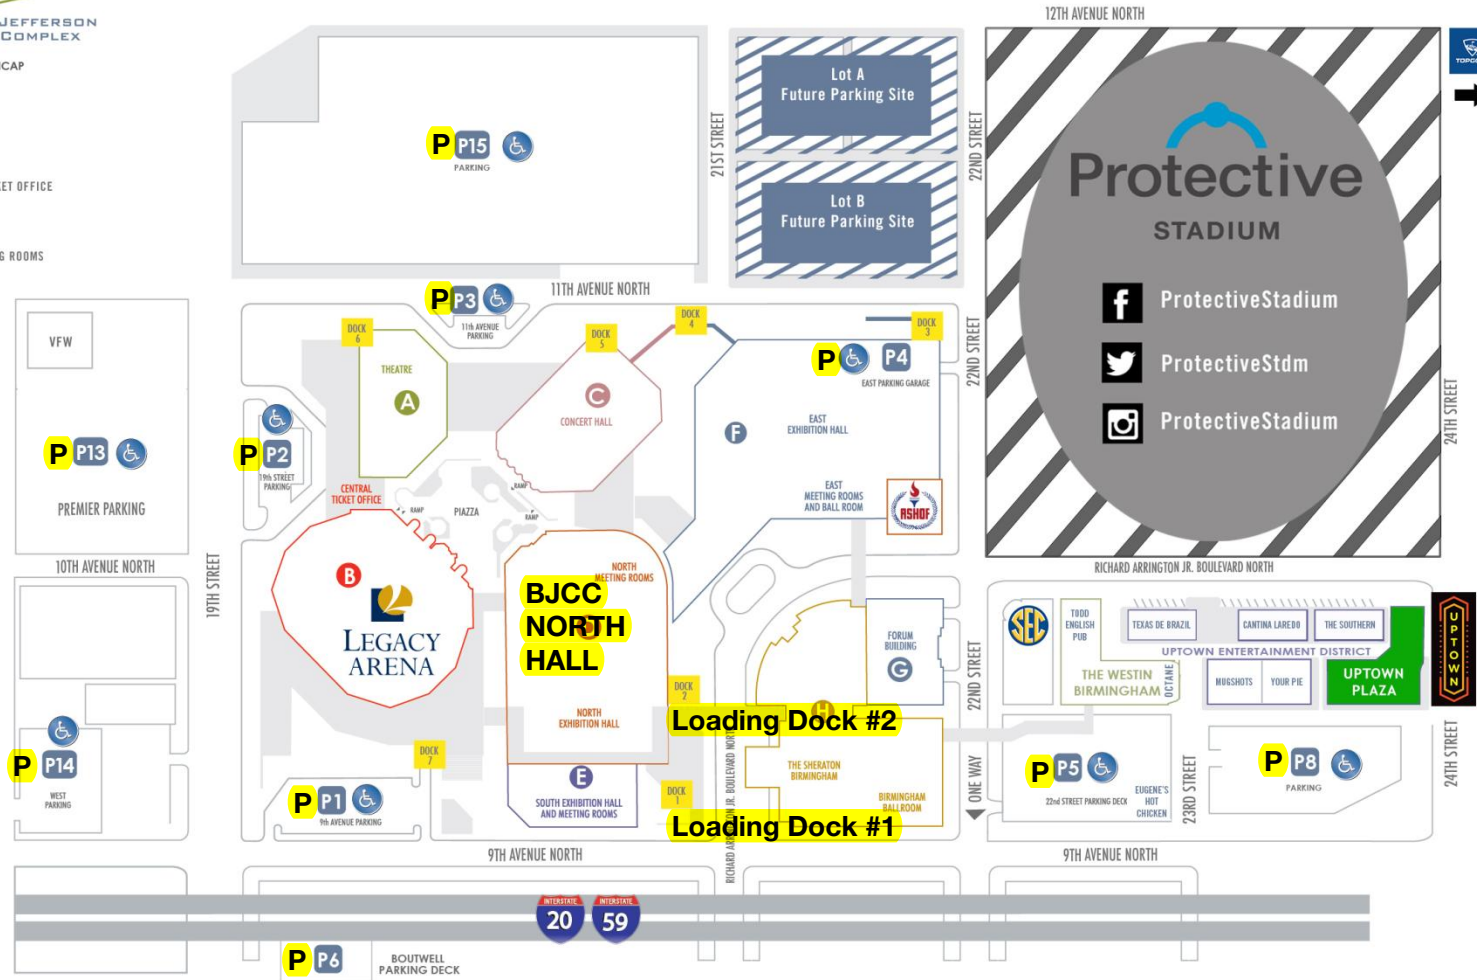 12TH AVENUE NORTH
JEFFERSON
COMPLEX
ICAP
KET OFFICE
G ROOMS
P P15
PARKING
21ST STREET
Lot A
Future Parking Site
Lot B
Future Parking Site
22ND STREET
Protective
STADIUM
ProtectiveStadium
ProtectiveStdm
ProtectiveStadium
24TH STREET
11TH AVENUE NORTH
P P3
11th AVENUE
PARKING
VFW
DOCK
6
DOCK
5
DOCK
4
DOCK
3
22ND STREET
THEATRE
A
C
CONCERT HALL
P P4
EAST PARKING GARAGE
F
EAST
EXHIBITION HALL
P P13
PREMIER PARKING
P P2
19th STREET
PARKING
CENTRAL
TICKET OFFICE
RAMP
PIAZZA
RAMP
RAMP
EAST
MEETING ROOMS
AND BALL ROOM
ASHOF
10TH AVENUE NORTH
19TH STREET
RICHARD ARRINGTON JR. BOULEVARD NORTH
B
LEGACY
ARENA
NORTH
MEETING ROOMS
BJCC
NORTH
HALL
NORTH
EXHIBITION HALL
FORUM
BUILDING
G
22ND STREET
SEC
TODD
ENGLISH
PUB
TEXAS DE BRAZIL
CANTINA LAREDO
THE SOUTHERN
UPTOWN ENTERTAINMENT DISTRICT
THE WESTIN
BIRMINGHAM
OCTANE
MUGSHOTS
YOUR PIE
UPTOWN
PLAZA
UPTOWN
DOCK
2
Loading Dock #2
H
DOCK
7
P P14
WEST
PARKING
P P1
9th AVENUE PARKING
E
SOUTH EXHIBITION HALL
AND MEETING ROOMS
DOCK
1
Loading Dock #1
THE SHERATON
BIRMINGHAM
BIRMINGHAM
BALLROOM
RICHARD ARRINGTON JR. BOULEVARD NORTH
ONE WAY
P P5
22nd STREET PARKING DECK
EUGENE'S
HOT
CHICKEN
23RD STREET
P P8
PARKING
24TH STREET
9TH AVENUE NORTH
9TH AVENUE NORTH
INTERSTATE
20
INTERSTATE
59
P P6
BOUTWELL
PARKING DECK